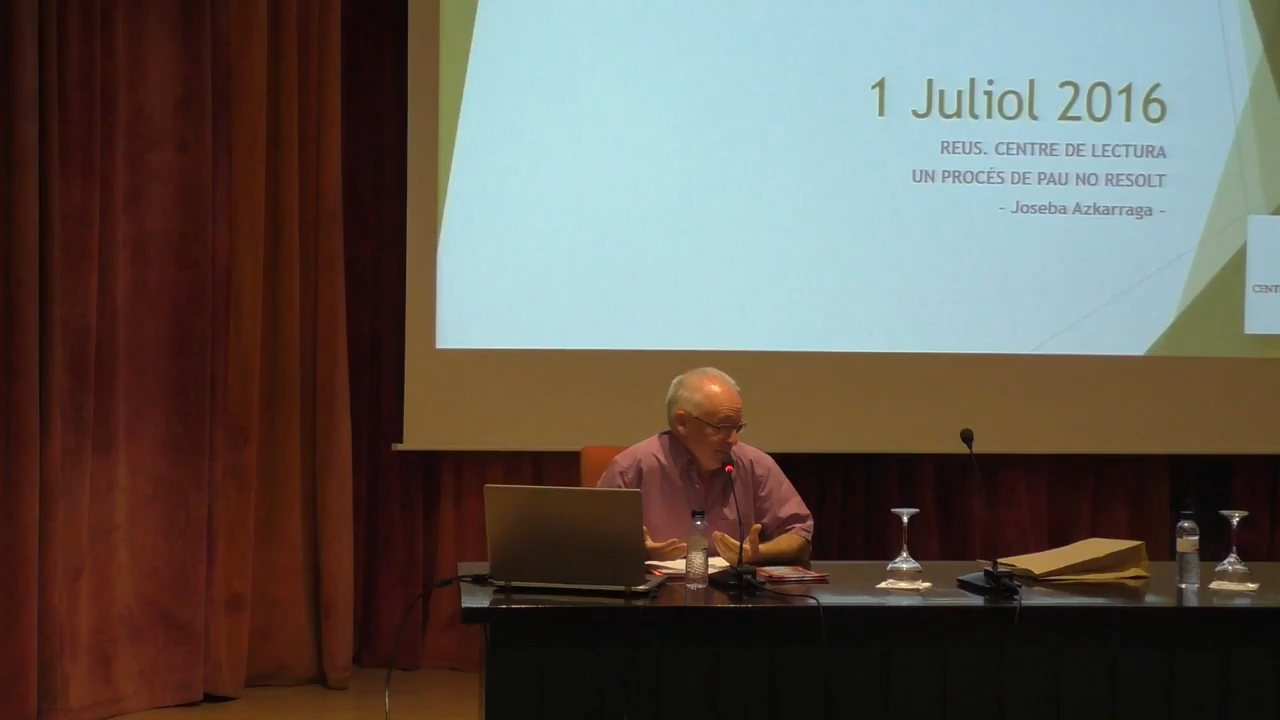 1 Juliol 2016
REUS. CENTRE DE LECTURA
UN PROCÉS DE PAU NO RESOLT
- Joseba Azkarraga -